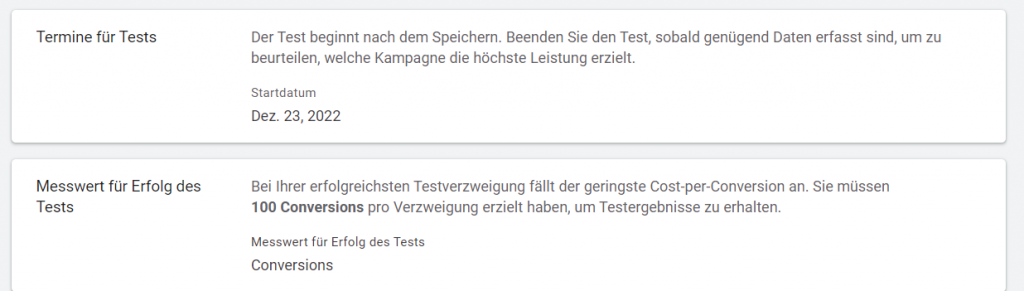 Termine für Tests
Der Test beginnt nach dem Speichern. Beenden Sie den Test, sobald genügend Daten erfasst sind, um zu
beurteilen, welche Kampagne die höchste Leistung erzielt.
Startdatum
Dez. 23, 2022
Messwert für Erfolg des
Tests
Bei Ihrer erfolgreichsten Testverzweigung fällt der geringste Cost-per-Conversion an. Sie müssen
100 Conversions pro Verzweigung erzielt haben, um Testergebnisse zu erhalten.
Messwert für Erfolg des Tests
Conversions